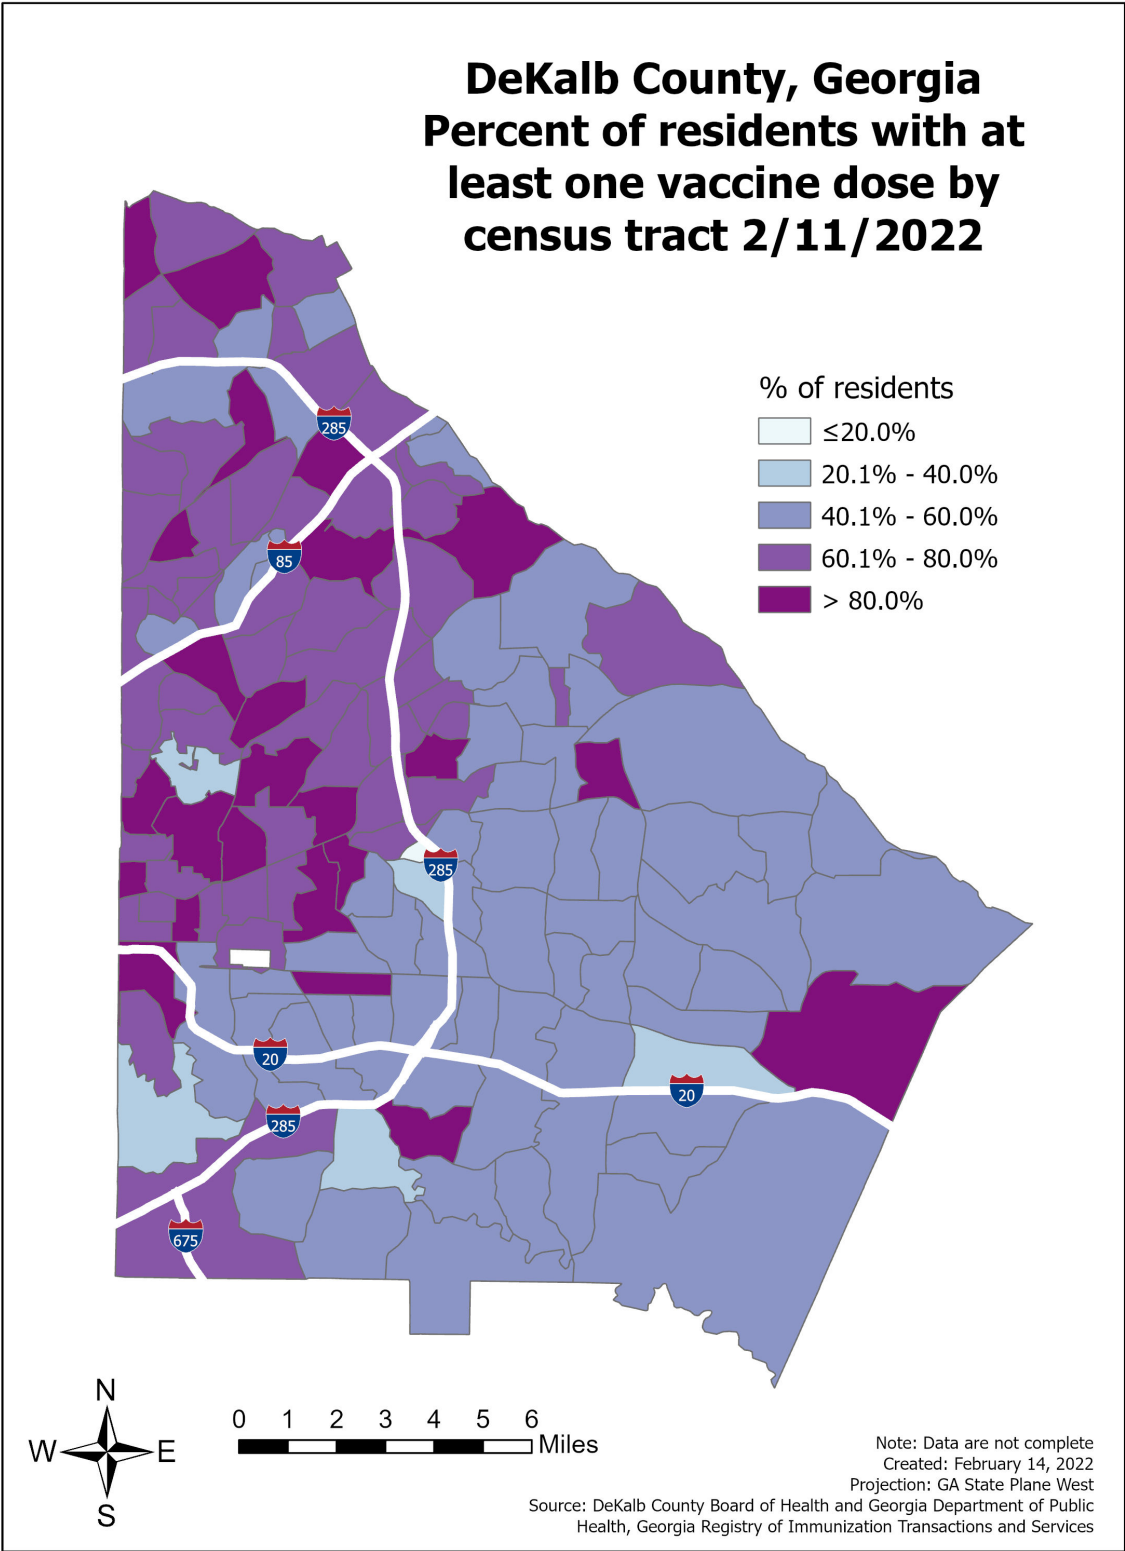 DeKalb County, Georgia
Percent of residents with at
least one vaccine dose by
census tract 2/11/2022
% of residents
≤20.0%
20.1% - 40.0%
40.1% - 60.0%
60.1% - 80.0%
> 80.0%
285
85
285
20
20
285
675
N
W E
S
0 1 2 3 4 5 6
Miles
Note: Data are not complete
Created: February 14, 2022
Projection: GA State Plane West
Source: DeKalb County Board of Health and Georgia Department of Public
Health, Georgia Registry of Immunization Transactions and Services